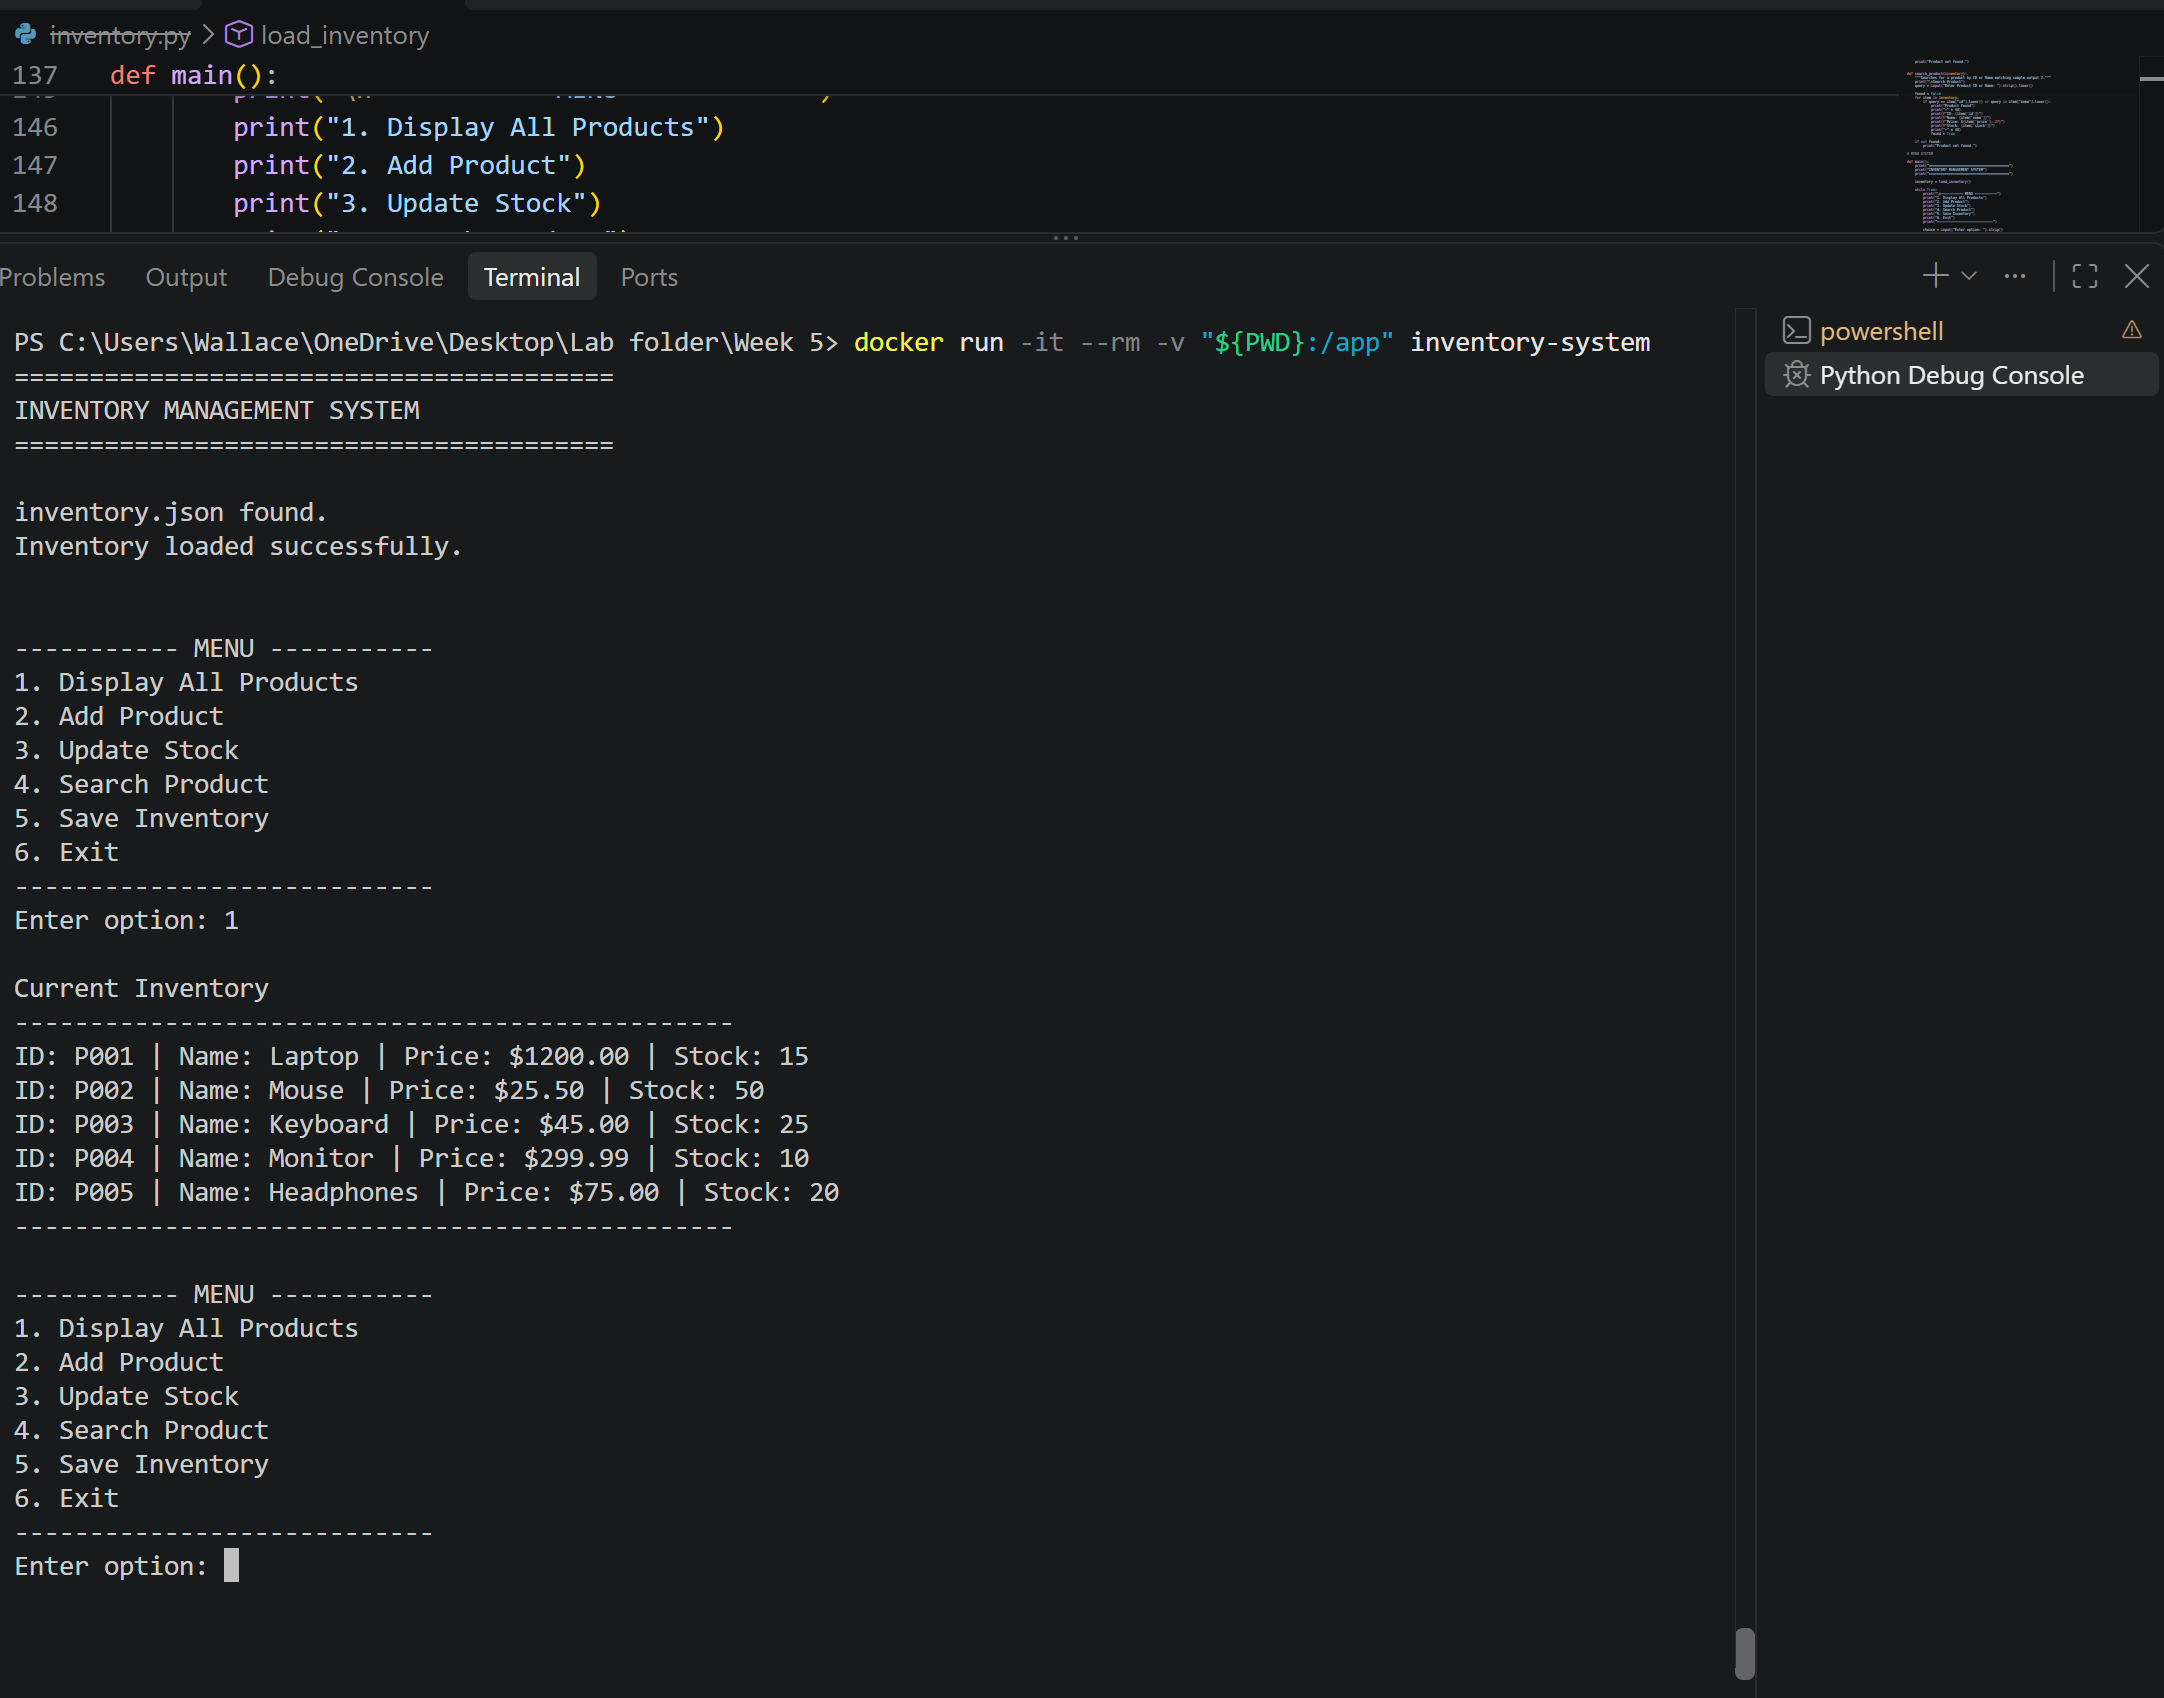 inventory.py > load_inventory
137 def main():
146 print("1. Display All Products")
147 print("2. Add Product")
148 print("3. Update Stock")
Problems Output Debug Console Terminal Ports
PS C:\Users\Wallace\OneDrive\Desktop\Lab folder\Week 5> docker run -it --rm -v "${PWD}:/app" inventory-system
========================================
INVENTORY MANAGEMENT SYSTEM
========================================
inventory.json found.
Inventory loaded successfully.
----------- MENU -----------
1. Display All Products
2. Add Product
3. Update Stock
4. Search Product
5. Save Inventory
6. Exit
----------------------------
Enter option: 1
Current Inventory
------------------------------------------------
ID: P001 | Name: Laptop | Price: $1200.00 | Stock: 15
ID: P002 | Name: Mouse | Price: $25.50 | Stock: 50
ID: P003 | Name: Keyboard | Price: $45.00 | Stock: 25
ID: P004 | Name: Monitor | Price: $299.99 | Stock: 10
ID: P005 | Name: Headphones | Price: $75.00 | Stock: 20
------------------------------------------------
----------- MENU -----------
1. Display All Products
2. Add Product
3. Update Stock
4. Search Product
5. Save Inventory
6. Exit
----------------------------
Enter option:
powershell
Python Debug Console